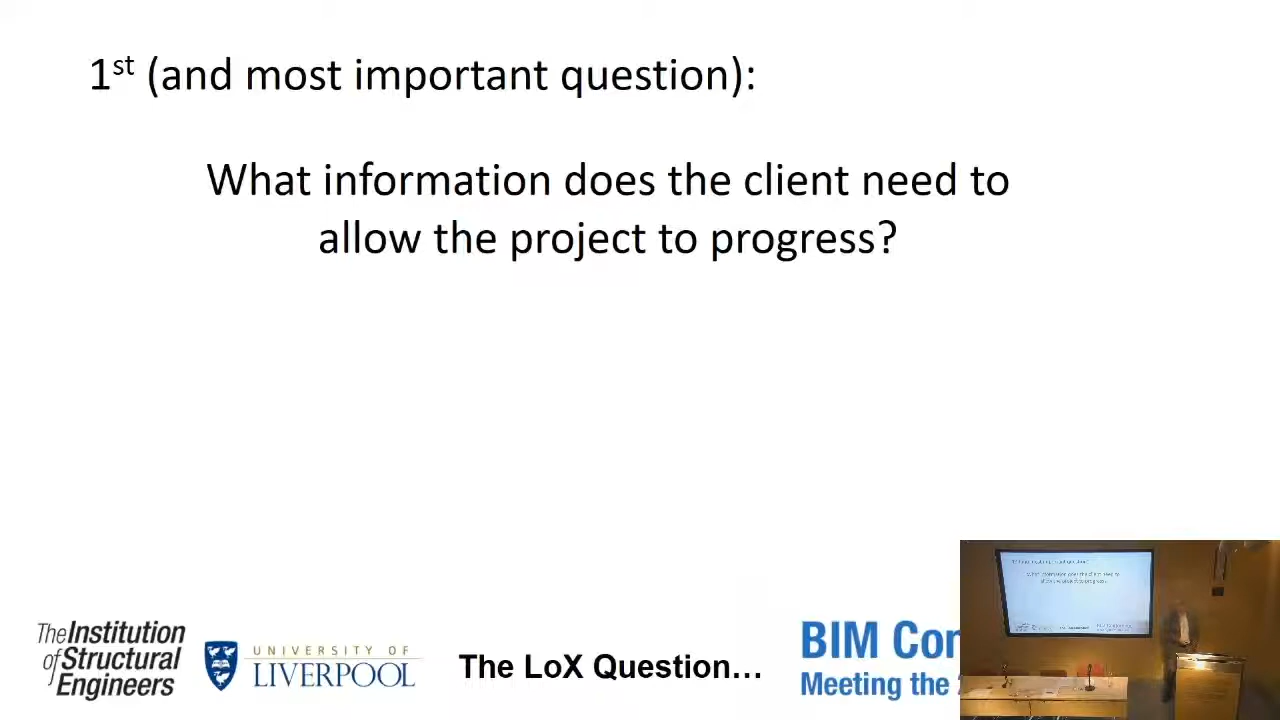 1st (and most important question):
What information does the client need to
allow the project to progress?
The Institution
of Structural
Engineers
UNIVERSITY OF
LIVERPOOL
The LoX Question...
BIM Con
Meeting the